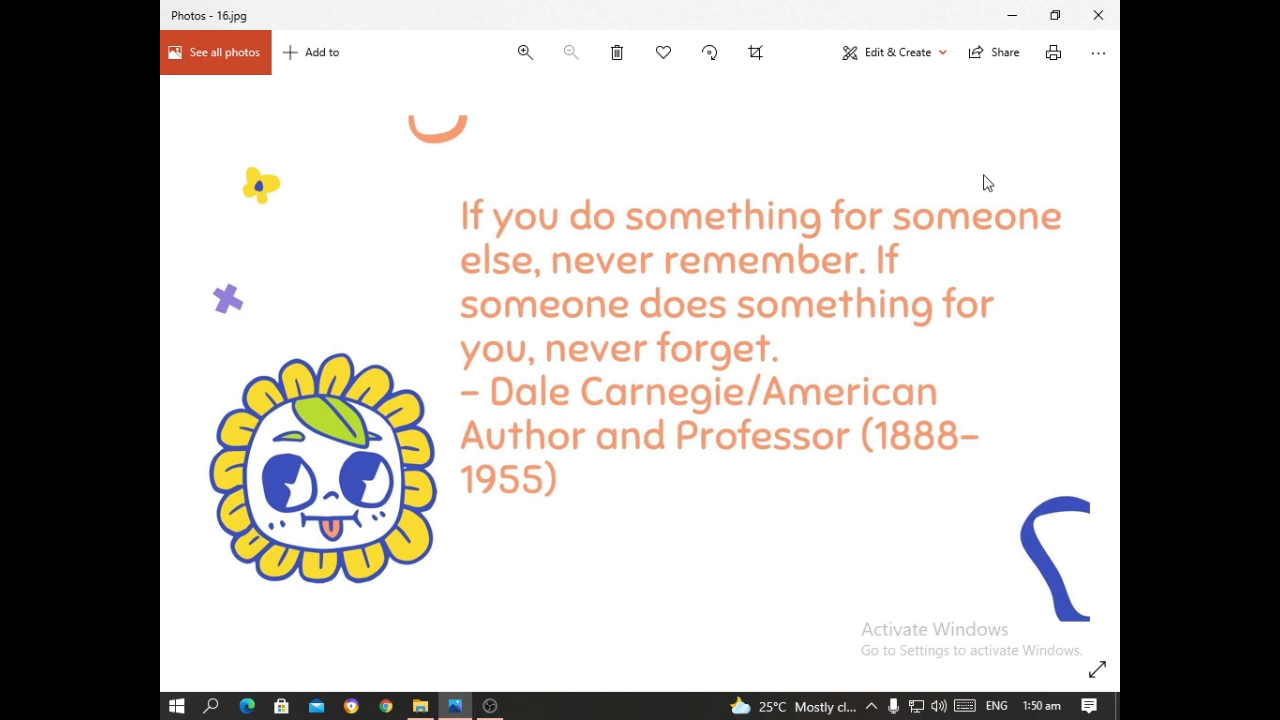 Photos - 16.jpg
See all photos
Add to
Edit & Create
Share
If you do something for someone
else, never remember. If
someone does something for
you, never forget.
– Dale Carnegie/American
Author and Professor (1888–
1955)
Activate Windows
Go to Settings to activate Windows.
25°C Mostly cl...
ENG
1:50 am